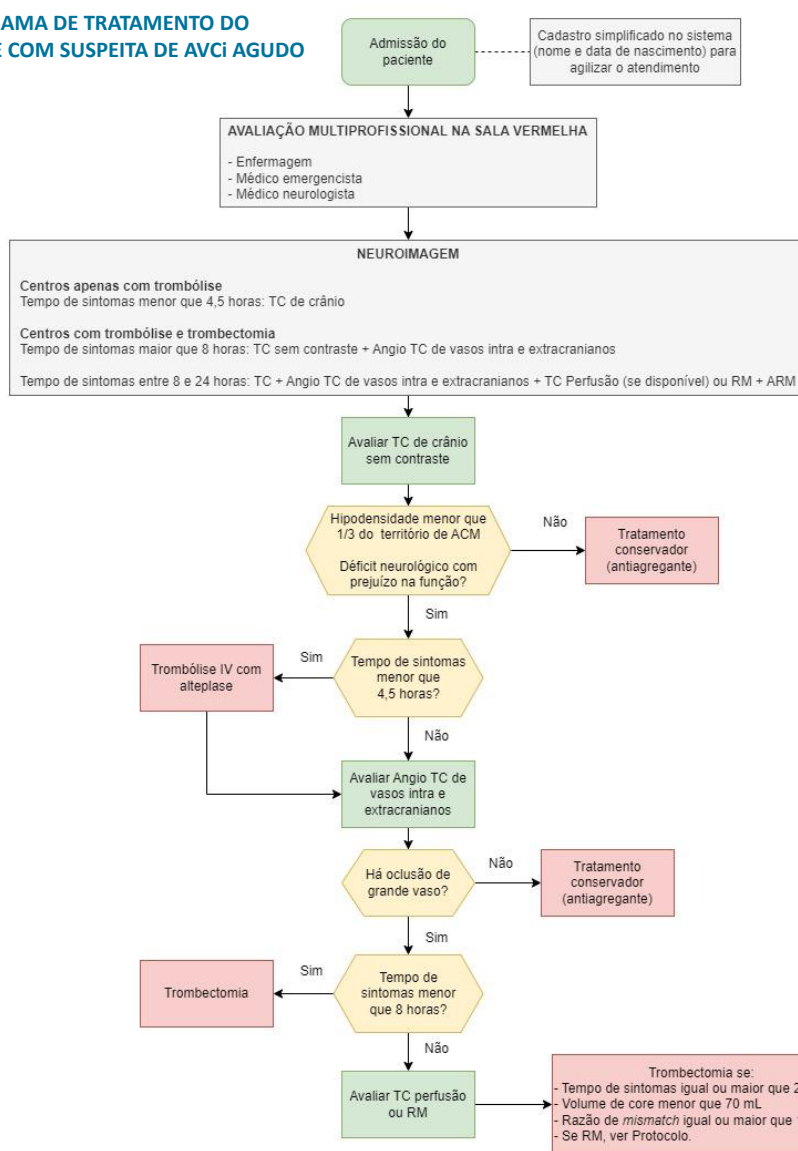 AMA DE TRATAMENTO DO
E COM SUSPEITA DE AVCi AGUDO
Admissão do
paciente
Cadastro simplificado no sistema
(nome e data de nascimento) para
agilizar o atendimento
AVALIAÇÃO MULTIPROFISSIONAL NA SALA VERMELHA
- Enfermagem
- Médico emergencista
- Médico neurologista
NEUROIMAGEM
Centros apenas com trombólise
Tempo de sintomas menor que 4,5 horas: TC de crânio
Centros com trombólise e trombectomia
Tempo de sintomas maior que 8 horas: TC sem contraste + Angio TC de vasos intra e extracranianos
Tempo de sintomas entre 8 e 24 horas: TC + Angio TC de vasos intra e extracranianos + TC Perfusão (se disponível) ou RM + ARM
Avaliar TC de crânio
sem contraste
Hipodensidade menor que
1/3 do território de ACM
Déficit neurológico com
prejuízo na função?
Não
Tratamento
conservador
(antiagregante)
Sim
Tempo de sintomas
menor que
4,5 horas?
Sim
Trombólise IV com
alteplase
Não
Avaliar Angio TC de
vasos intra e
extracranianos
Há oclusão de
grande vaso?
Não
Tratamento
conservador
(antiagregante)
Sim
Tempo de
sintomas menor
que 8 horas?
Sim
Trombectomia
Não
Avaliar TC perfusão
ou RM
Trombectomia se:
- Tempo de sintomas igual ou maior que 2
- Volume de core menor que 70 mL
- Razão de mismatch igual ou maior que
- Se RM, ver Protocolo.